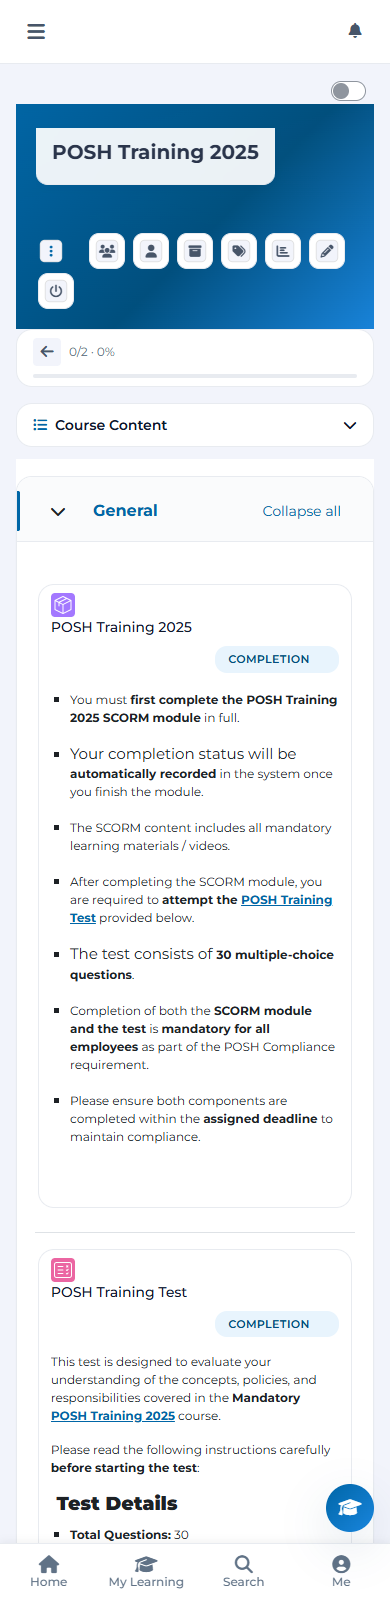 POSH Training 2025
0/2 · 0%
Course Content
General
Collapse all
POSH Training 2025
COMPLETION
You must first complete the POSH Training
2025 SCORM module in full.
Your completion status will be
automatically recorded in the system once
you finish the module.
The SCORM content includes all mandatory
learning materials / videos.
After completing the SCORM module, you
are required to attempt the POSH Training
Test provided below.
The test consists of 30 multiple-choice
questions.
Completion of both the SCORM module
and the test is mandatory for all
employees as part of the POSH Compliance
requirement.
Please ensure both components are
completed within the assigned deadline to
maintain compliance.
POSH Training Test
COMPLETION
This test is designed to evaluate your
understanding of the concepts, policies, and
responsibilities covered in the Mandatory
POSH Training 2025 course.
Please read the following instructions carefully
before starting the test:
Test Details
Total Questions: 30
Home
My Learning
Search
Me